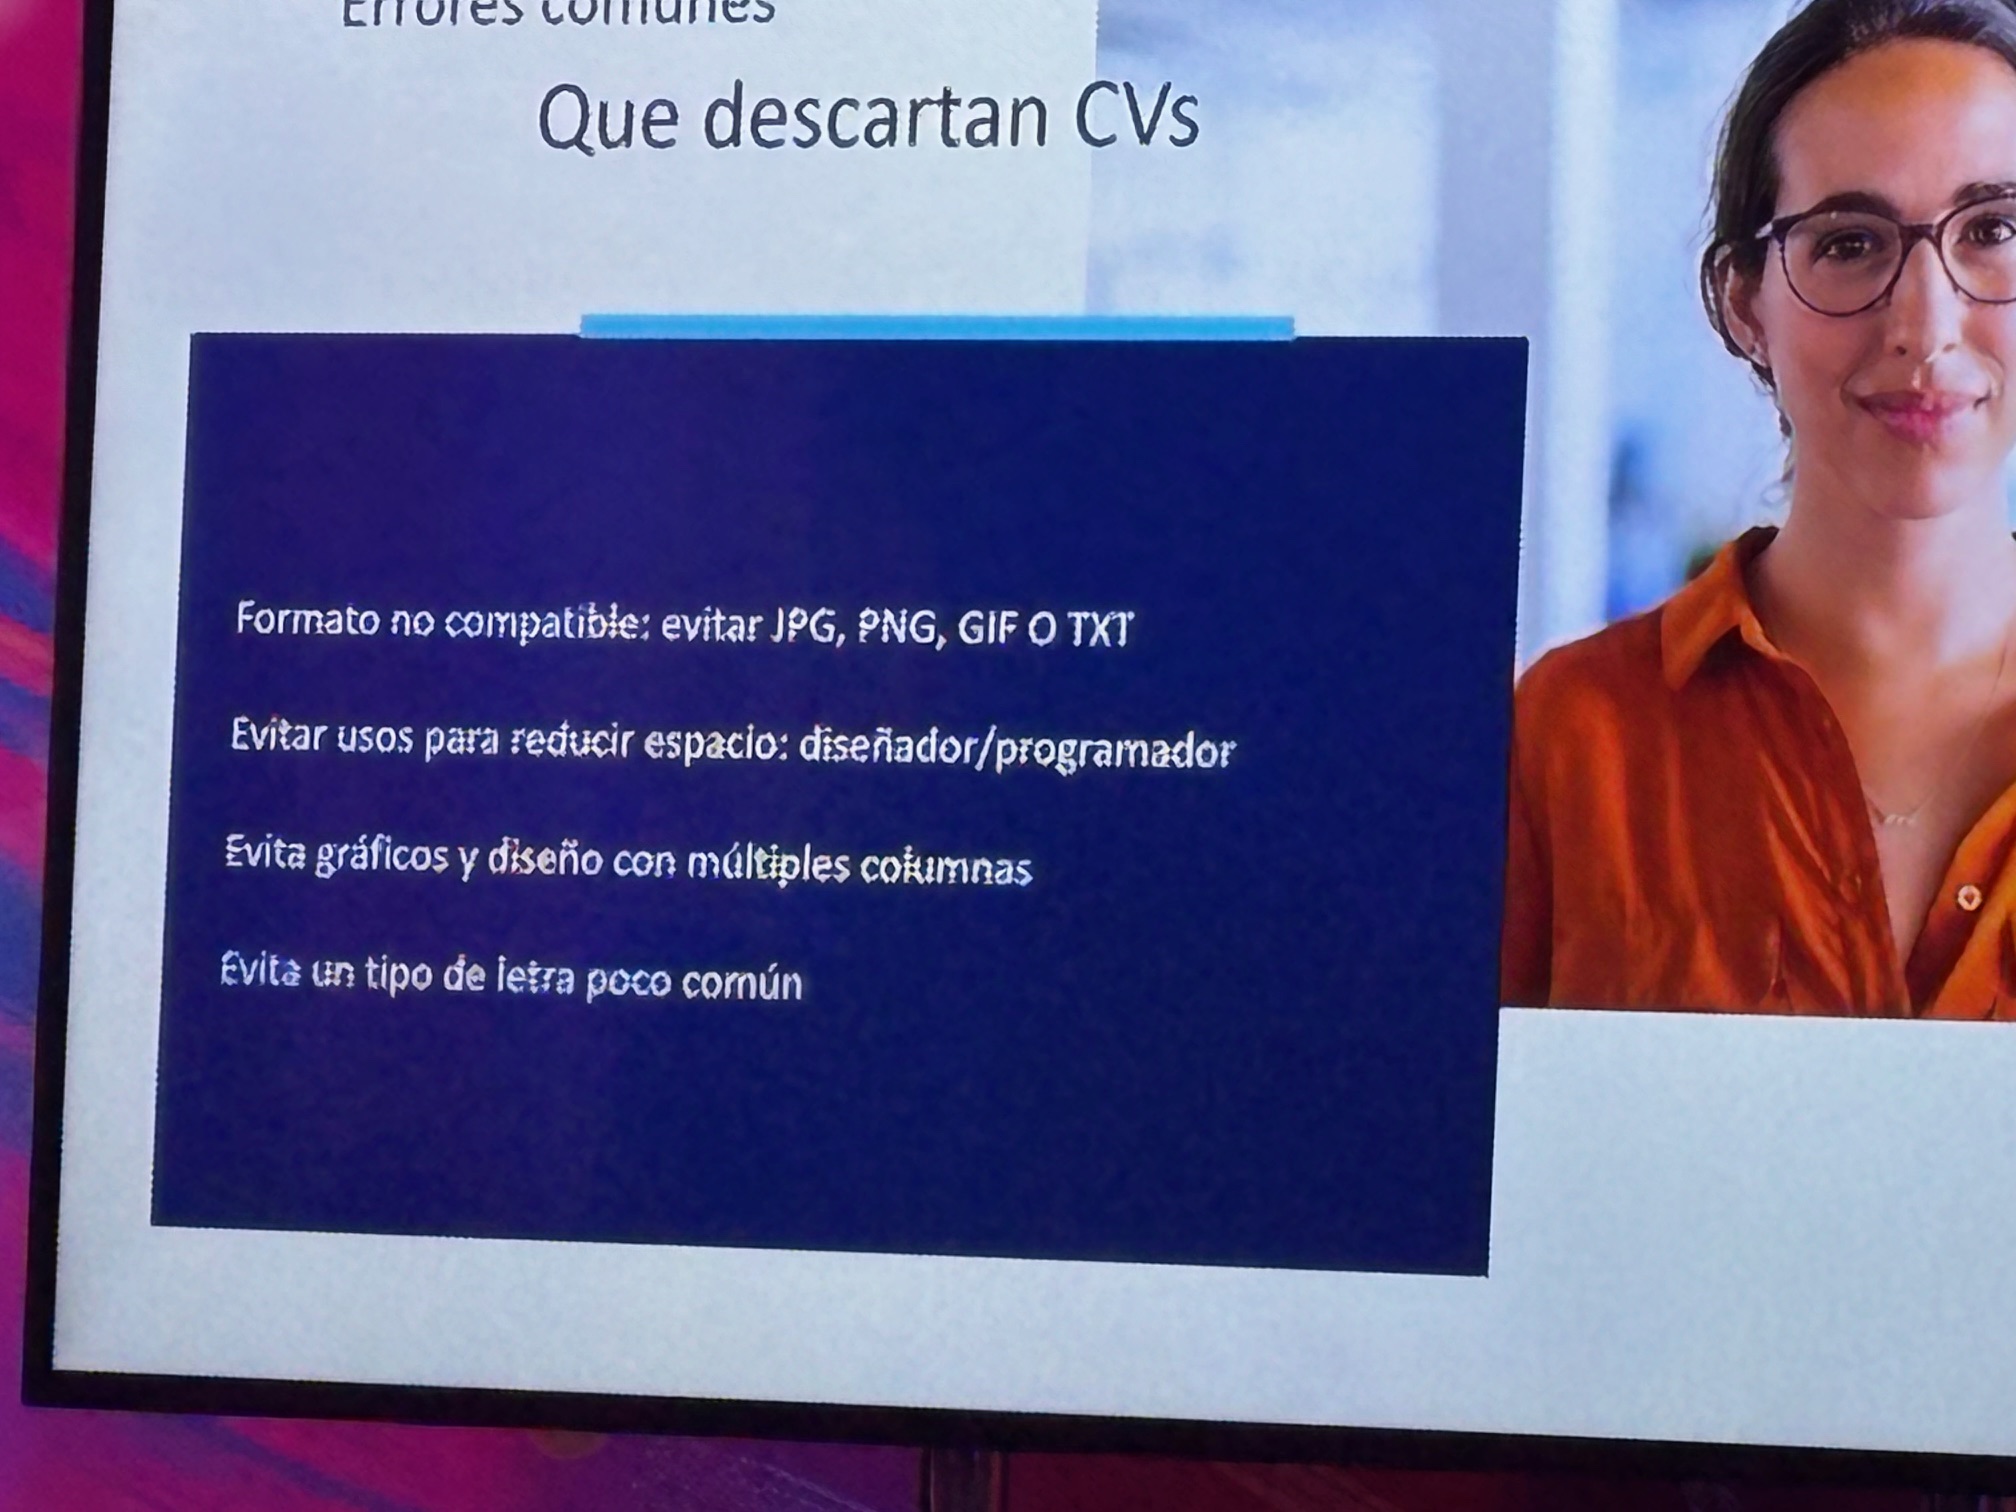 Errores comunes
Que descartan CVs
Formato no compatible: evitar JPG, PNG, GIF O TXT
Evitar usos para reducir espacio: diseñador/programador
Evita gráficos y diseño con múltiples columnas
Evita un tipo de letra poco común